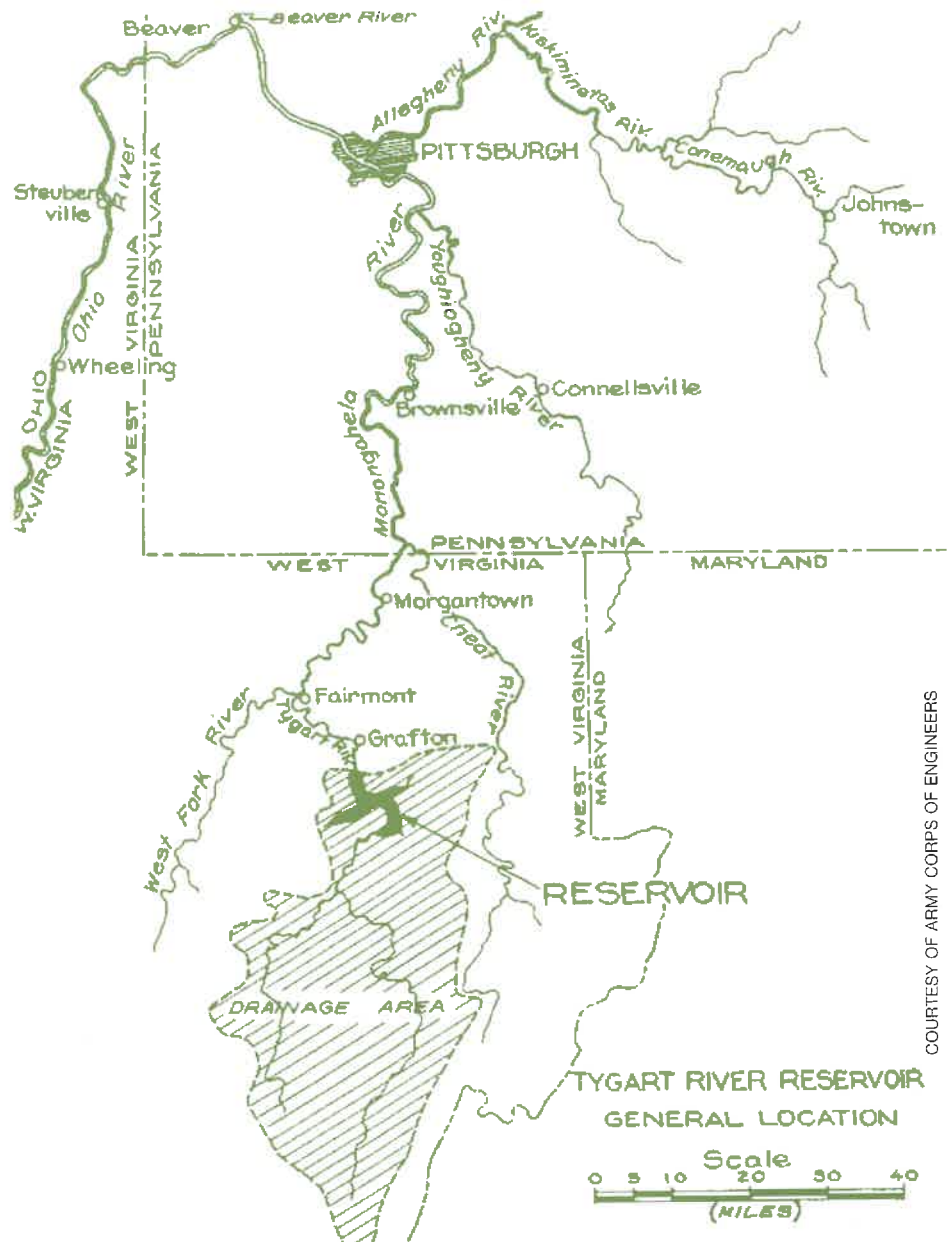 Beaver
Beaver River
Allegheny Riv.
Kiskiminetas Riv.
PITTSBURGH
Conemaugh Riv.
Johns-
town
Steuben-
ville
Ohio River
WEST VIRGINIA
PENNSYLVANIA
River
Youghiogheny
River
Wheeling
Connellsville
Brownsville
OHIO
W. VIRGINIA
Monongahela
PENNSYLVANIA
WEST VIRGINIA
MARYLAND
Morgantown
Cheat
River
WEST VIRGINIA
MARYLAND
Fairmont
West Fork River
Tygart Riv.
Grafton
RESERVOIR
DRAINAGE AREA
TYGART RIVER RESERVOIR
GENERAL LOCATION
Scale
0 5 10 20 30 40
(MILES)
COURTESY OF ARMY CORPS OF ENGINEERS